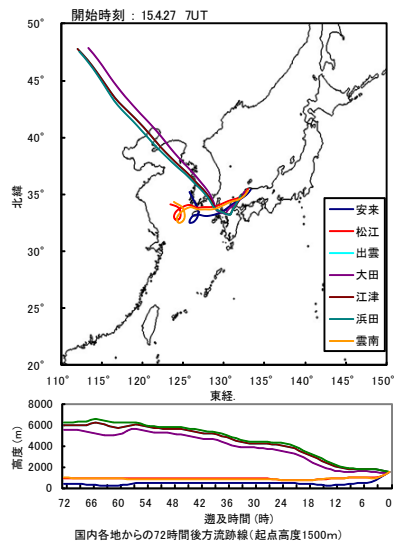 開始時刻 : 15.4.27 7UT
50°
45°
40°
35°
30°
25°
20°
北緯
安来
松江
出雲
大田
江津
浜田
雲南
110° 115° 120° 125° 130° 135° 140° 145° 150°
東経.
8000
6000
4000
2000
0
高度(m)
72 66 60 54 48 42 36 30 24 18 12 6 0
遡及時間(時)
国内各地からの72時間後方流跡線(起点高度1500m)